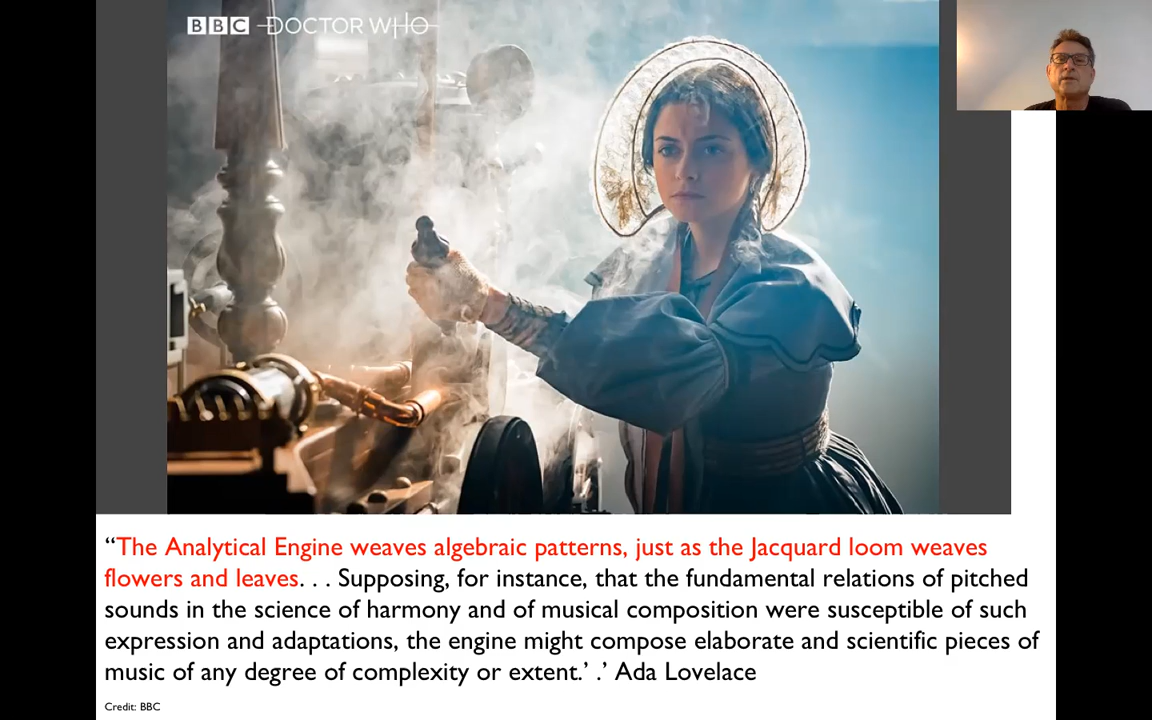 BBC DOCTOR WHO
“The Analytical Engine weaves algebraic patterns, just as the Jacquard loom weaves
flowers and leaves. . . Supposing, for instance, that the fundamental relations of pitched
sounds in the science of harmony and of musical composition were susceptible of such
expression and adaptations, the engine might compose elaborate and scientific pieces of
music of any degree of complexity or extent.’ .’ Ada Lovelace
Credit: BBC